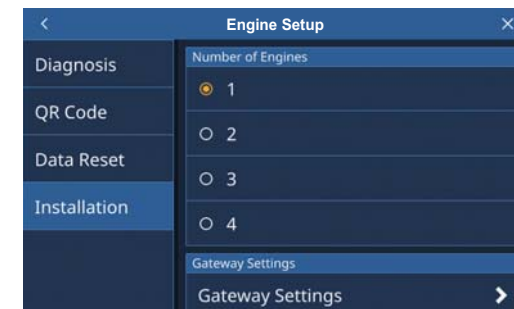 Engine Setup
Diagnosis
QR Code
Data Reset
Installation
Number of Engines
1
2
3
4
Gateway Settings
Gateway Settings